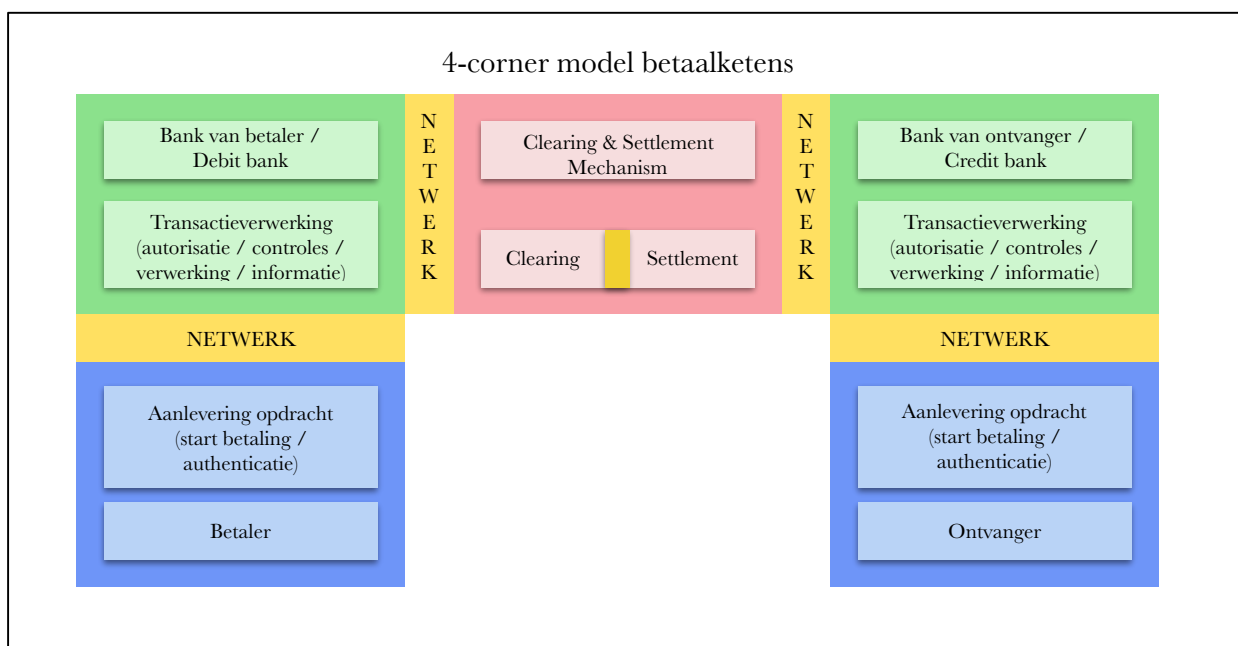 4-corner model betaalketens
Bank van betaler /
Debit bank
Transactieverwerking
(autorisatie / controles /
verwerking / informatie)
NETWERK
Clearing & Settlement
Mechanism
Clearing
Settlement
NETWERK
Bank van ontvanger /
Credit bank
Transactieverwerking
(autorisatie / controles /
verwerking / informatie)
NETWERK
NETWERK
Aanlevering opdracht
(start betaling /
authenticatie)
Betaler
Aanlevering opdracht
(start betaling /
authenticatie)
Ontvanger